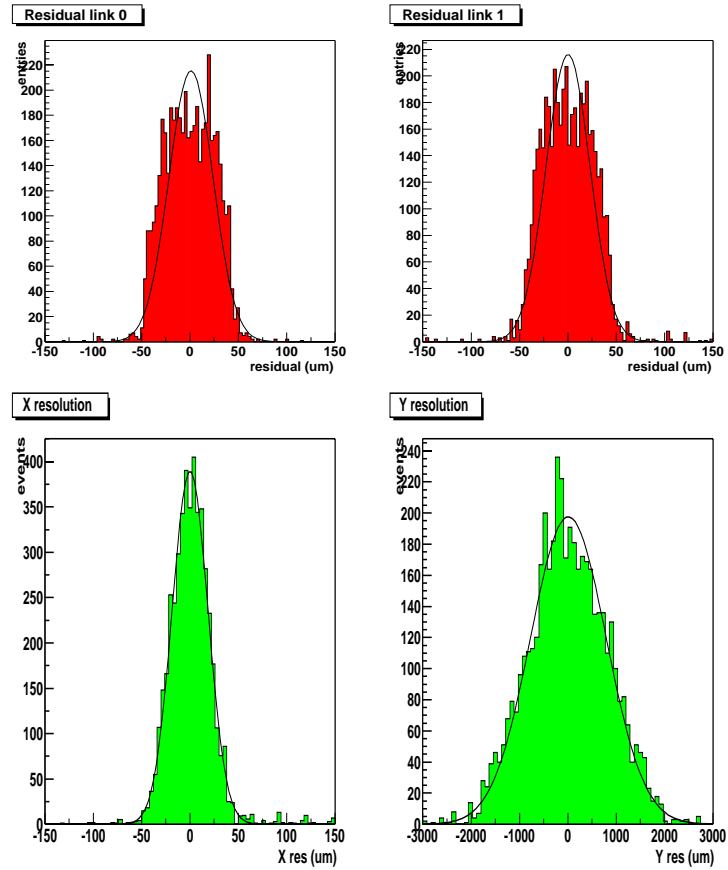 Residual link 0
entries
220
200
180
160
140
120
100
80
60
40
20
0
-150 -100 -50 0 50 100 150
residual (um)
Residual link 1
entries
220
200
180
160
140
120
100
80
60
40
20
0
-150 -100 -50 0 50 100 150
residual (um)
X resolution
events
400
350
300
250
200
150
100
50
0
-150 -100 -50 0 50 100 150
X res (um)
Y resolution
events
240
220
200
180
160
140
120
100
80
60
40
20
0
-3000 -2000 -1000 0 1000 2000 3000
Y res (um)